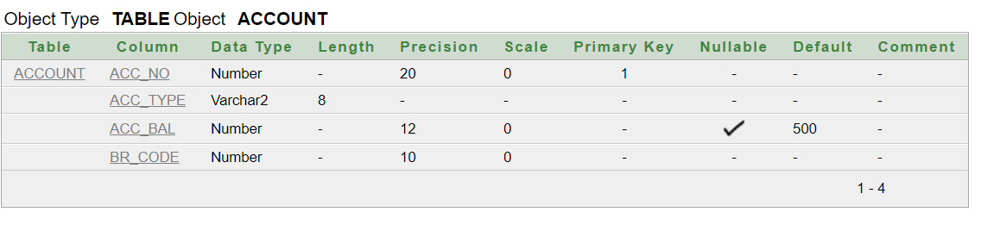 Object Type TABLE Object ACCOUNT
Table Column Data Type Length Precision Scale Primary Key Nullable Default Comment
ACCOUNT ACC_NO Number - 20 0 1 - - -
ACC_TYPE Varchar2 8 - - - - - -
ACC_BAL Number - 12 0 - ✓ 500 -
BR_CODE Number - 10 0 - - - -
1 - 4